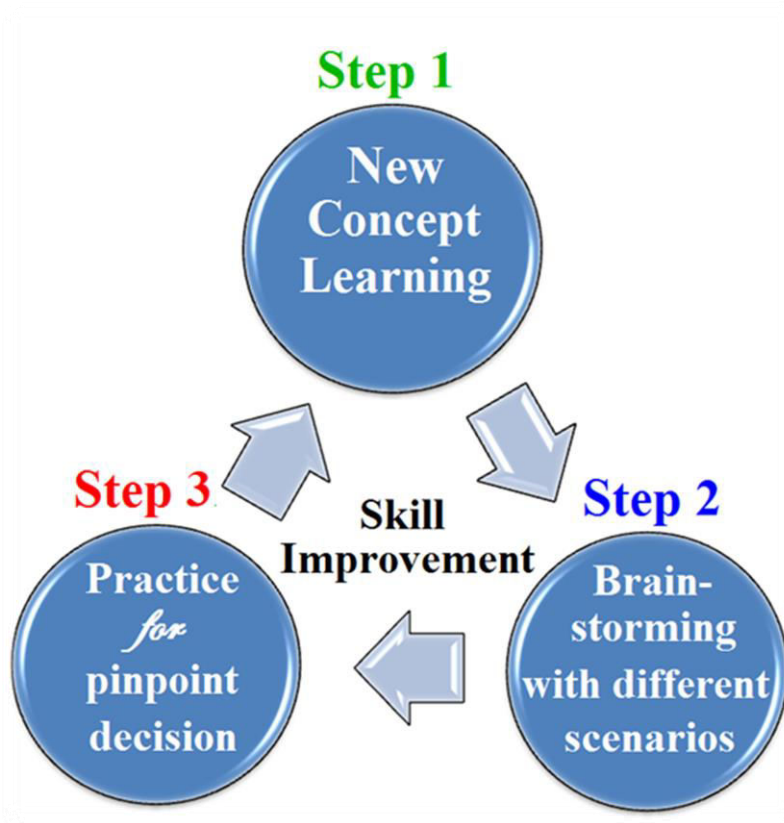 Step 1
New
Concept
Learning
Step 2
Brain-
storming
with different
scenarios
Step 3
Practice
for
pinpoint
decision
Skill
Improvement